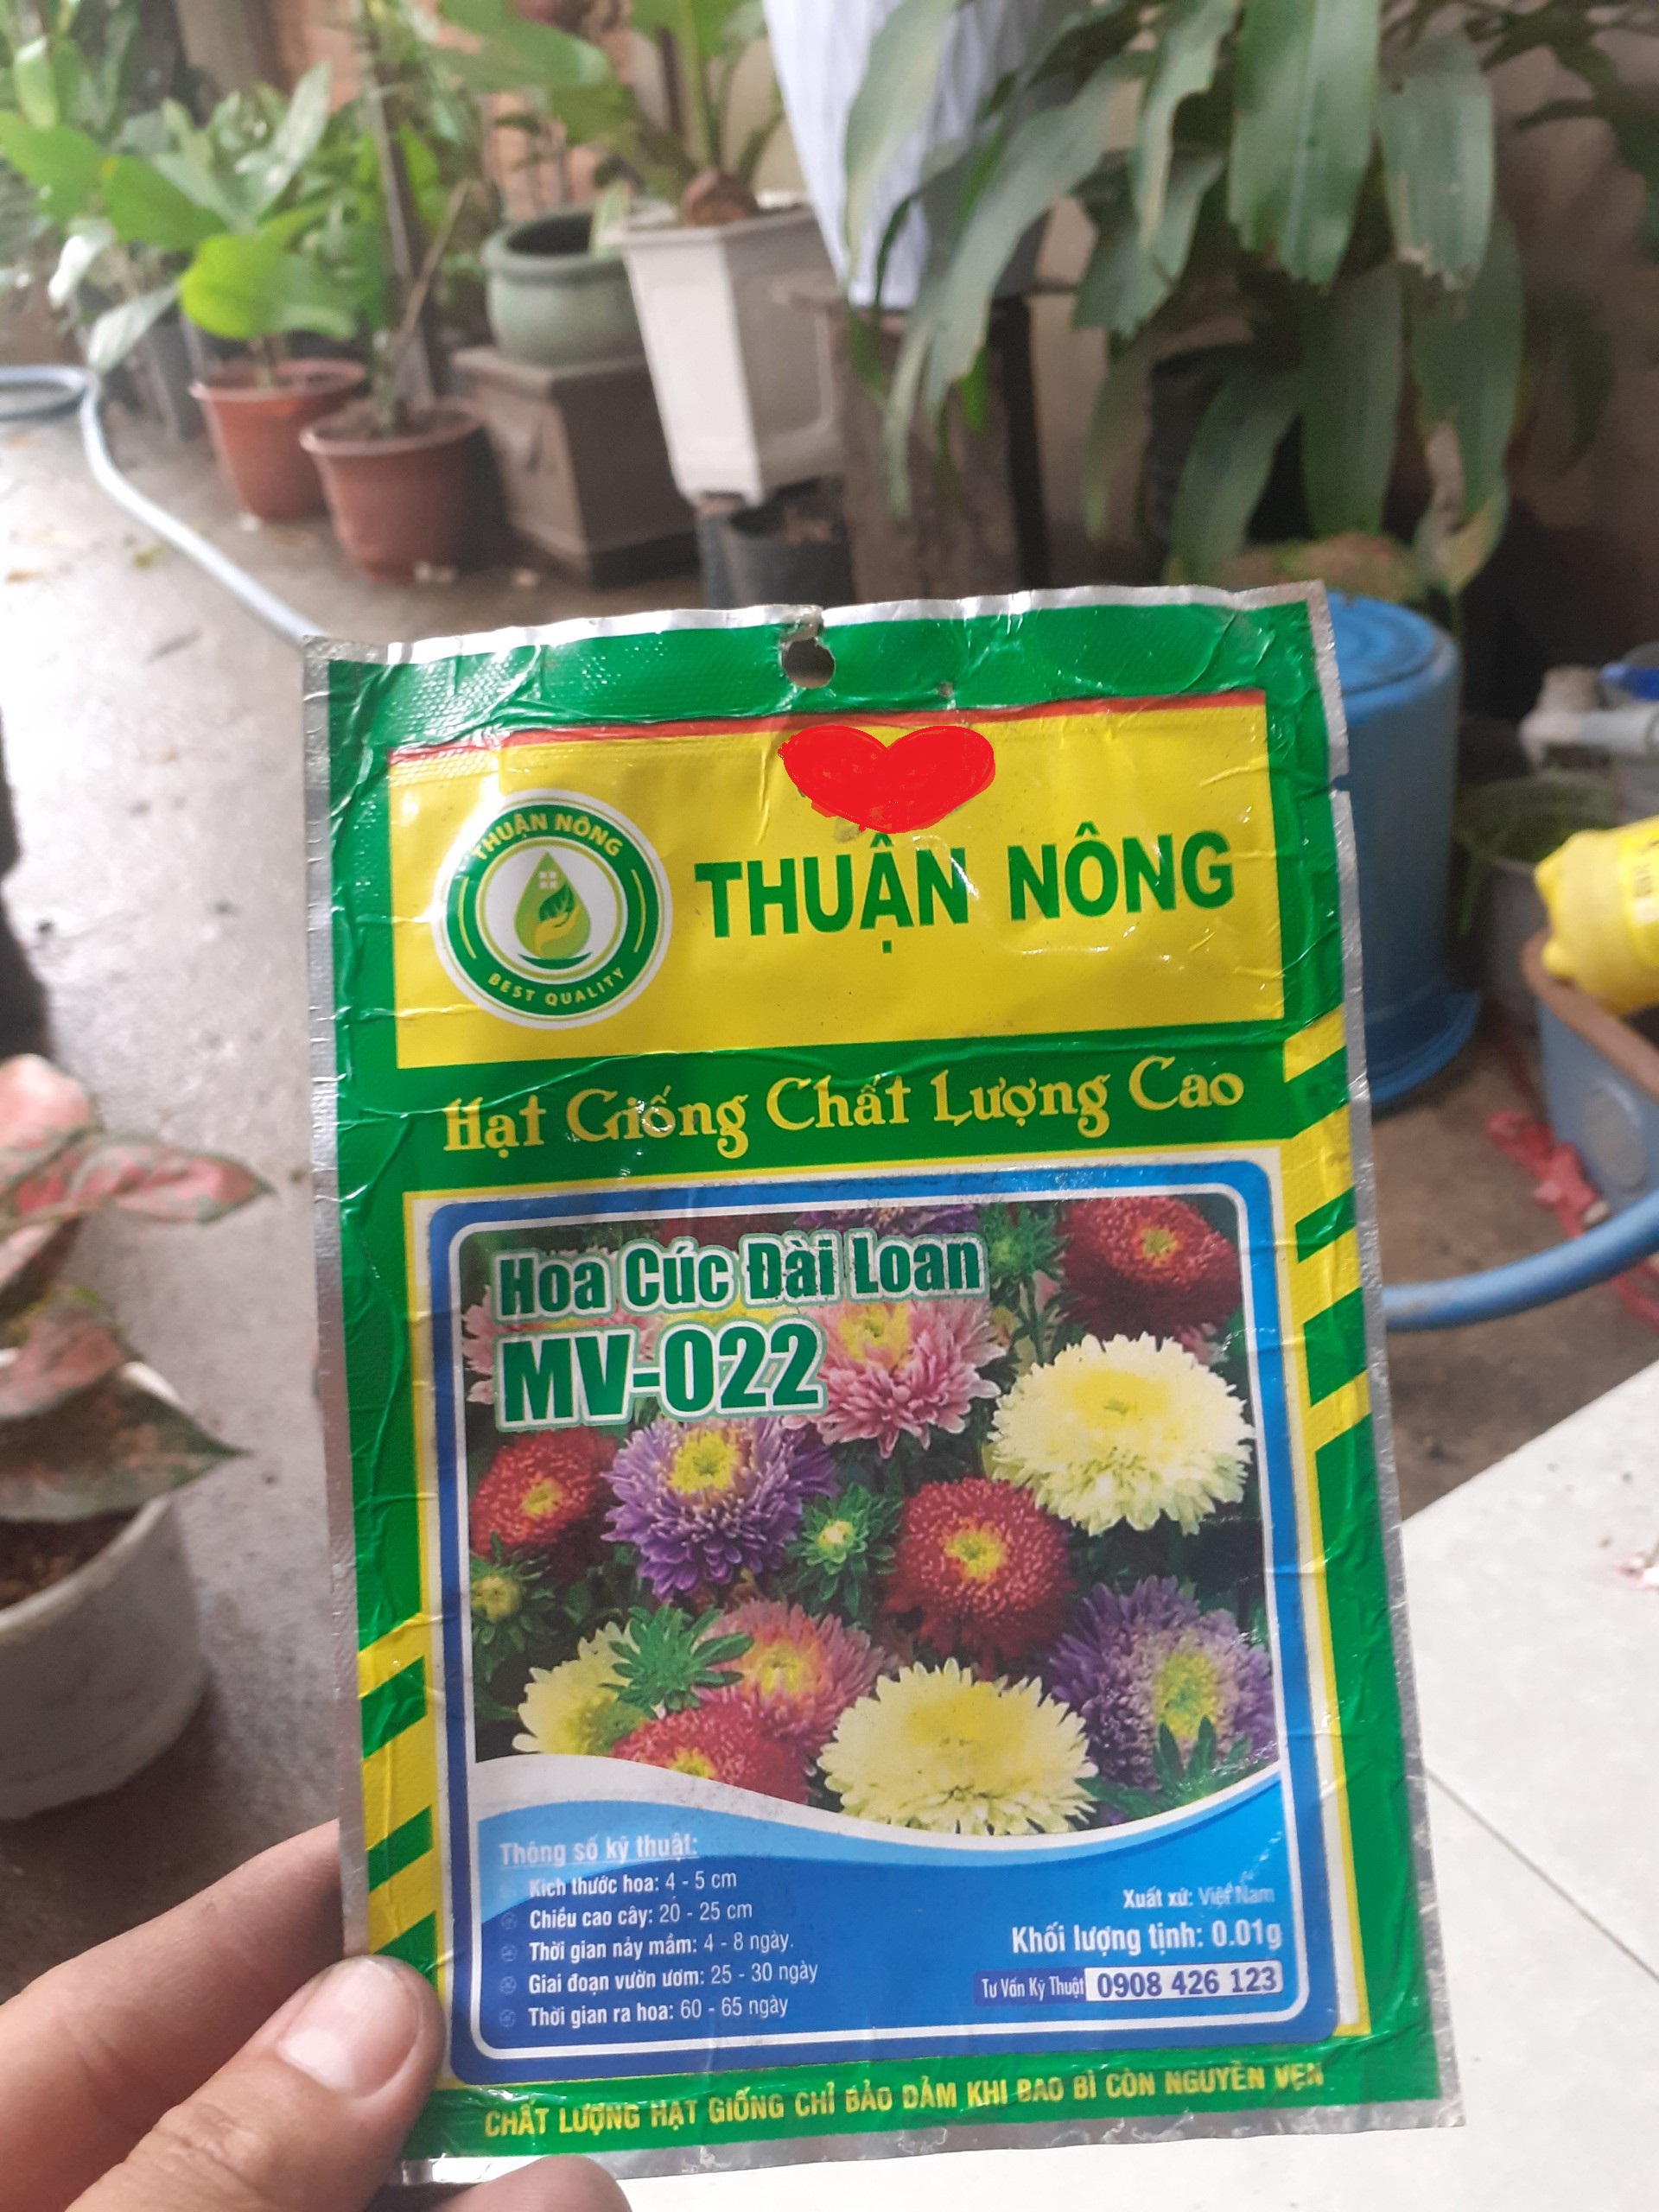 THUẬN NÔNG
BEST QUALITY
THUẬN NÔNG
Hạt Giống Chất Lượng Cao
Hoa Cúc Đài Loan
MV-022
Thông số kỹ thuật:
Kích thước hoa: 4 - 5 cm
Chiều cao cây: 20 - 25 cm
Thời gian nảy mầm: 4 - 8 ngày.
Giai đoạn vườn ươm: 25 - 30 ngày
Thời gian ra hoa: 60 - 65 ngày
Xuất xứ: Việt Nam
Khối lượng tịnh: 0.01g
Tư Vấn Kỹ Thuật 0908 426 123
CHẤT LƯỢNG HẠT GIỐNG CHỈ BẢO ĐẢM KHI BAO BÌ CÒN NGUYÊN VẸN